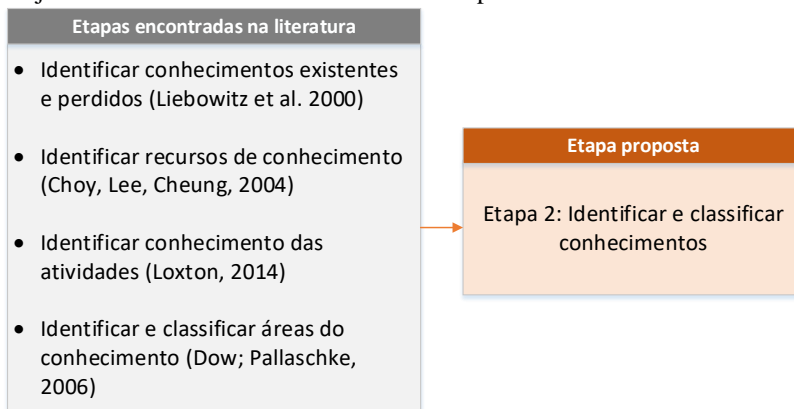 Etapas encontradas na literatura
• Identificar conhecimentos existentes
e perdidos (Liebowitz et al. 2000)
• Identificar recursos de conhecimento
(Choy, Lee, Cheung, 2004)
• Identificar conhecimento das
atividades (Loxton, 2014)
• Identificar e classificar áreas do
conhecimento (Dow; Pallaschke,
2006)
Etapa proposta
Etapa 2: Identificar e classificar
conhecimentos